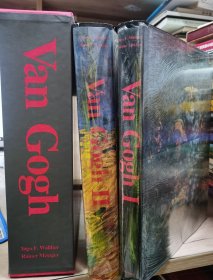 Van Gogh
Ingo F. Walther
Rainer Metzger
Van Gogh II
Van Gogh I